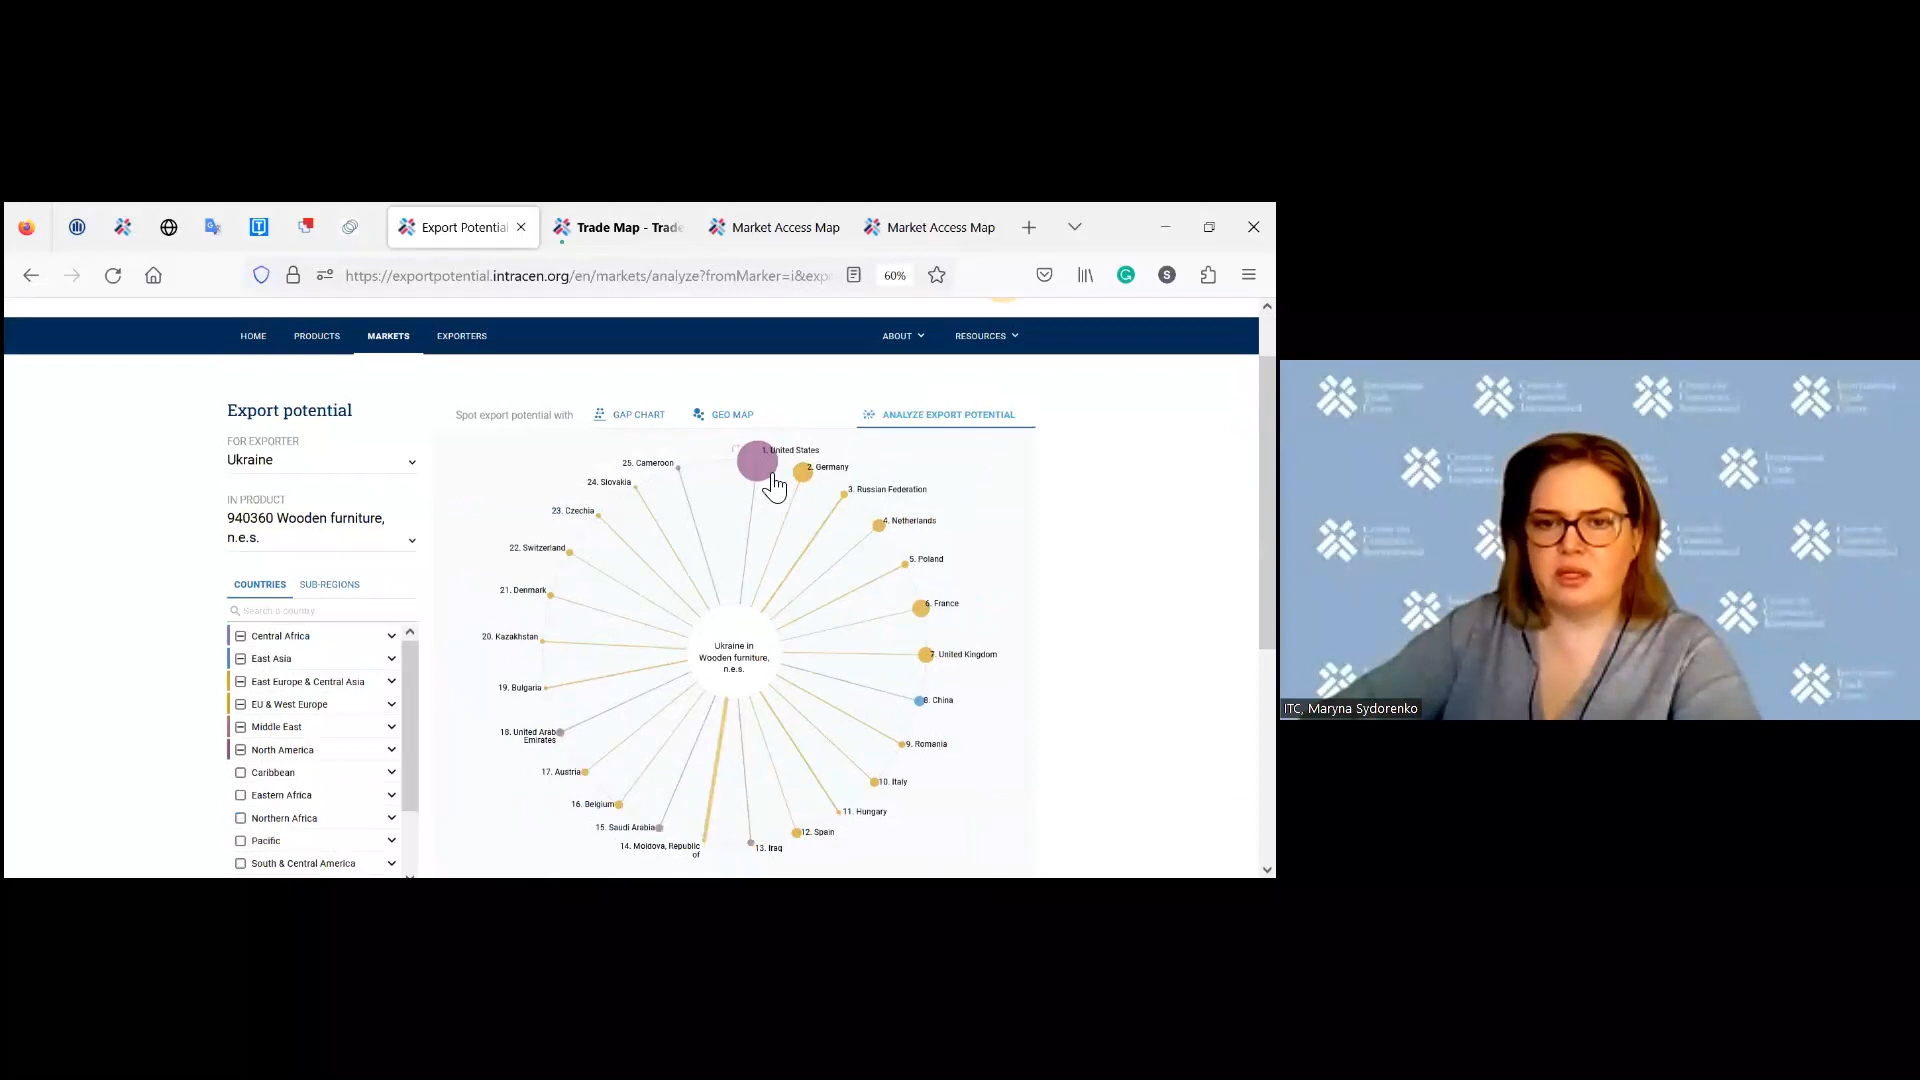 Export Potential
Trade Map - Trade
Market Access Map
Market Access Map
https://exportpotential.intracen.org/en/markets/analyze?fromMarker=i&exp
60%
HOME
PRODUCTS
MARKETS
EXPORTERS
ABOUT
RESOURCES
Export potential
FOR EXPORTER
Ukraine
IN PRODUCT
940360 Wooden furniture,
n.e.s.
COUNTRIES
SUB-REGIONS
Search a country
Central Africa
East Asia
East Europe & Central Asia
EU & West Europe
Middle East
North America
Caribbean
Eastern Africa
Northern Africa
Pacific
South & Central America
Spot export potential with
GAP CHART
GEO MAP
ANALYZE EXPORT POTENTIAL
1. United States
2. Germany
3. Russian Federation
4. Netherlands
5. Poland
6. France
7. United Kingdom
8. China
9. Romania
10. Italy
11. Hungary
12. Spain
13. Iraq
14. Moldova, Republic
of
15. Saudi Arabia
16. Belgium
17. Austria
18. United Arab
Emirates
19. Bulgaria
20. Kazakhstan
21. Denmark
22. Switzerland
23. Czechia
24. Slovakia
25. Cameroon
Ukraine in
Wooden furniture,
n.e.s.
ITC, Maryna Sydorenko